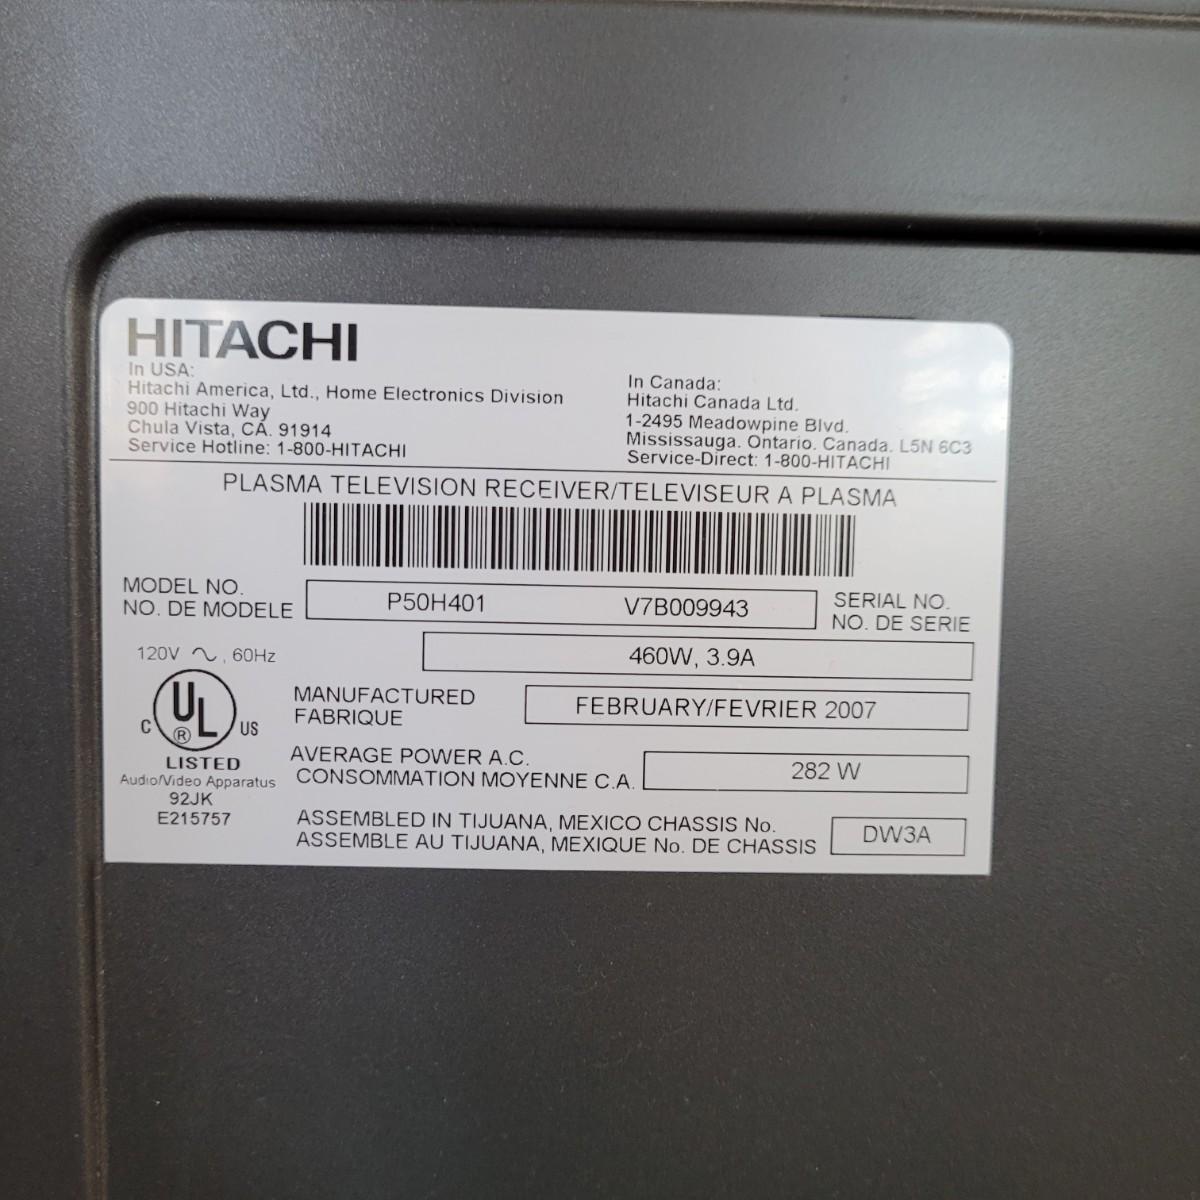 HITACHI
In USA:
Hitachi America, Ltd., Home Electronics Division
900 Hitachi Way
Chula Vista, CA. 91914
Service Hotline: 1-800-HITACHI
In Canada:
Hitachi Canada Ltd.
1-2495 Meadowpine Blvd.
Mississauga. Ontario. Canada. L5N 6C3
Service-Direct: 1-800-HITACHI
PLASMA TELEVISION RECEIVER/TELEVISEUR A PLASMA
MODEL NO.
NO. DE MODELE
P50H401 V7B009943
SERIAL NO.
NO. DE SERIE
120V ~, 60Hz
460W, 3.9A
C UL ® US
LISTED
Audio/Video Apparatus
92JK
E215757
MANUFACTURED
FABRIQUE
FEBRUARY/FEVRIER 2007
AVERAGE POWER A.C.
CONSOMMATION MOYENNE C.A.
282 W
ASSEMBLED IN TIJUANA, MEXICO CHASSIS No.
ASSEMBLE AU TIJUANA, MEXIQUE No. DE CHASSIS
DW3A